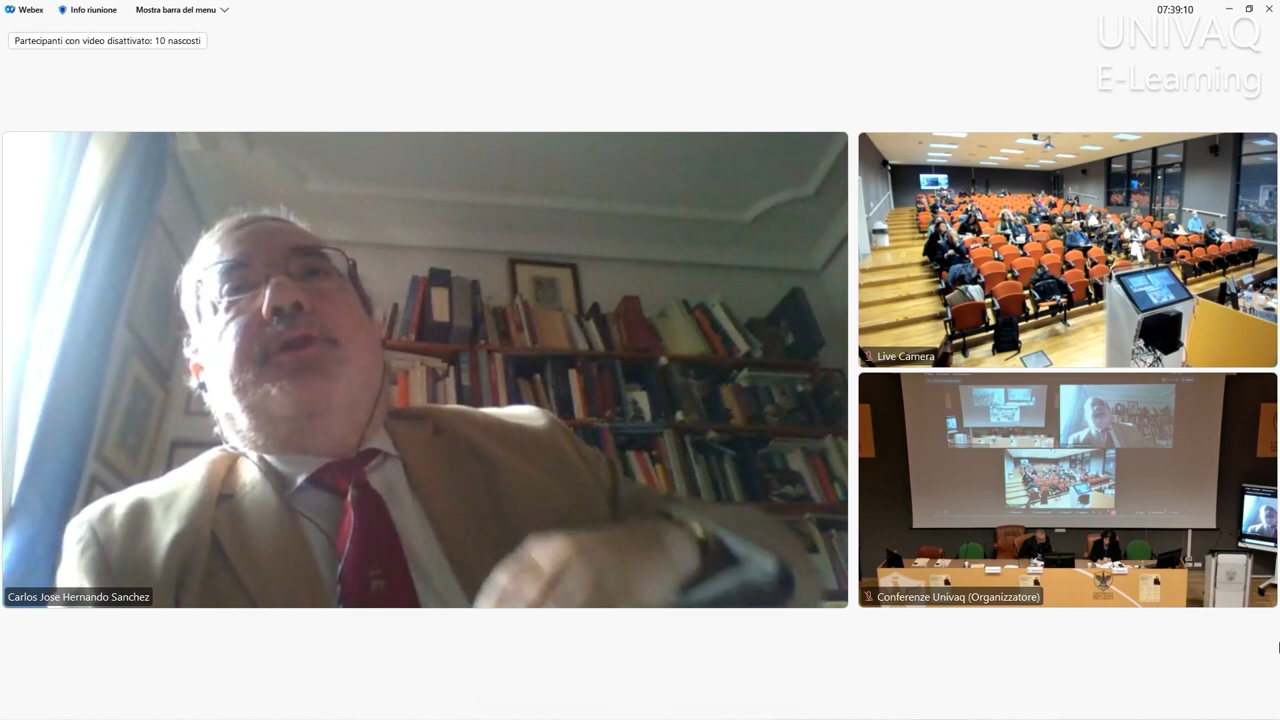 Webex
Info riunione
Mostra barra del menu
07:39:10
Partecipanti con video disattivato: 10 nascosti
UNIVAQ
E-Learning
Carlos Jose Hernando Sanchez
Live Camera
Conferenze Univaq (Organizzatore)